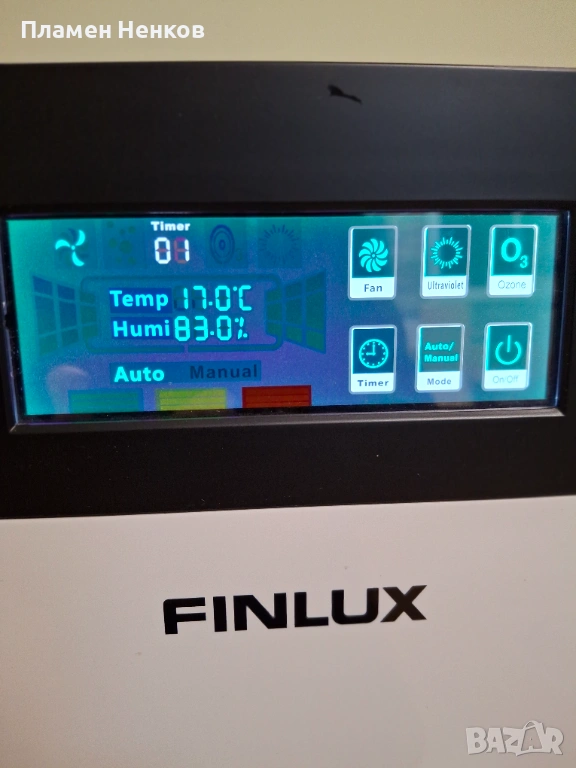 Пламен Ненков
Timer
01
Temp 17.0°C
Humi 83.0%
Auto Manual
Fan
Ultraviolet
O3
Ozone
Timer
Auto/
Manual
Mode
On/Off
FINLUX
BAZAR